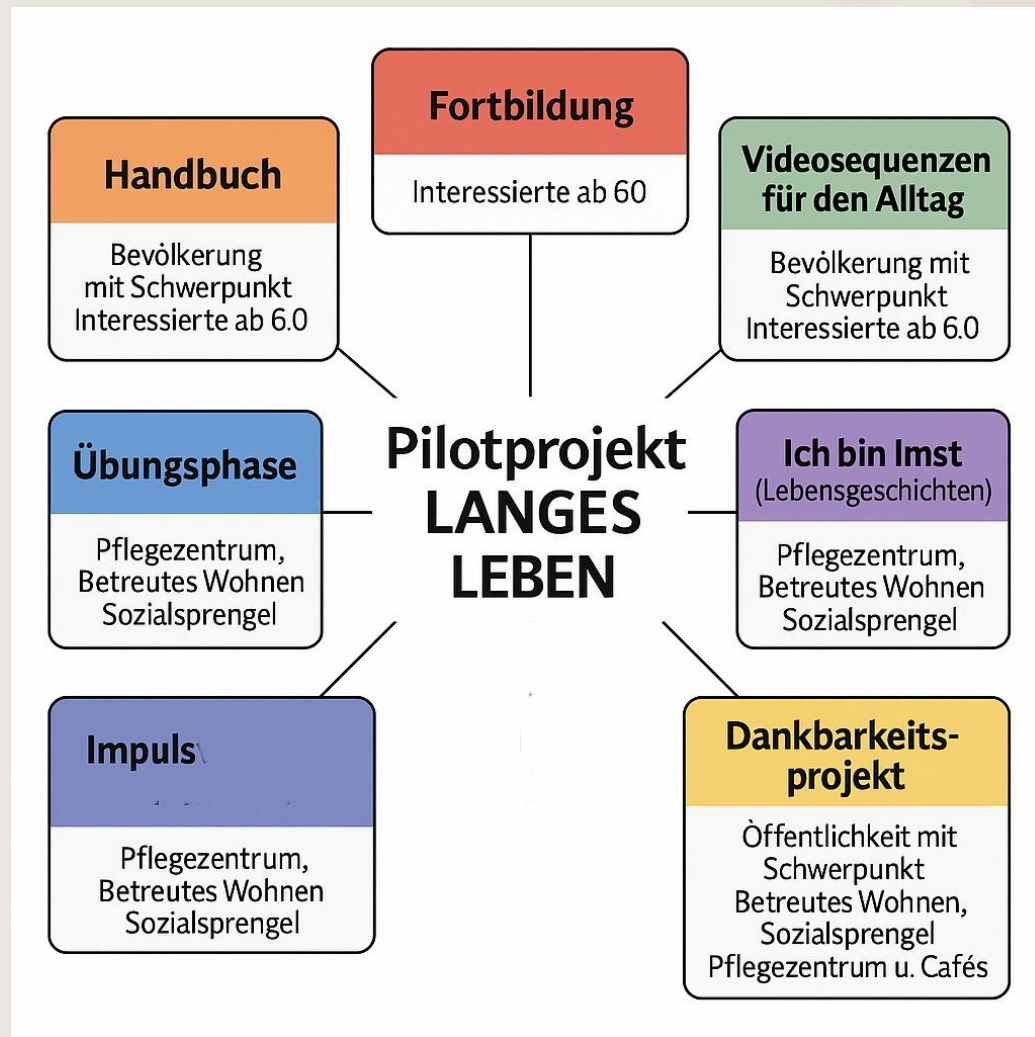 Fortbildung
Interessierte ab 60
Handbuch
Bevölkerung
mit Schwerpunkt
Interessierte ab 6.0
Videosequenzen
für den Alltag
Bevölkerung mit
Schwerpunkt
Interessierte ab 6.0
Pilotprojekt
LANGES
LEBEN
Übungsphase
Pflegezentrum,
Betreutes Wohnen
Sozialsprengel
Ich bin Imst
(Lebensgeschichten)
Pflegezentrum,
Betreutes Wohnen
Sozialsprengel
Impuls
Pflegezentrum,
Betreutes Wohnen
Sozialsprengel
Dankbarkeits-
projekt
Òffentlichkeit mit
Schwerpunkt
Betreutes Wohnen,
Sozialsprengel
Pflegezentrum u. Cafés